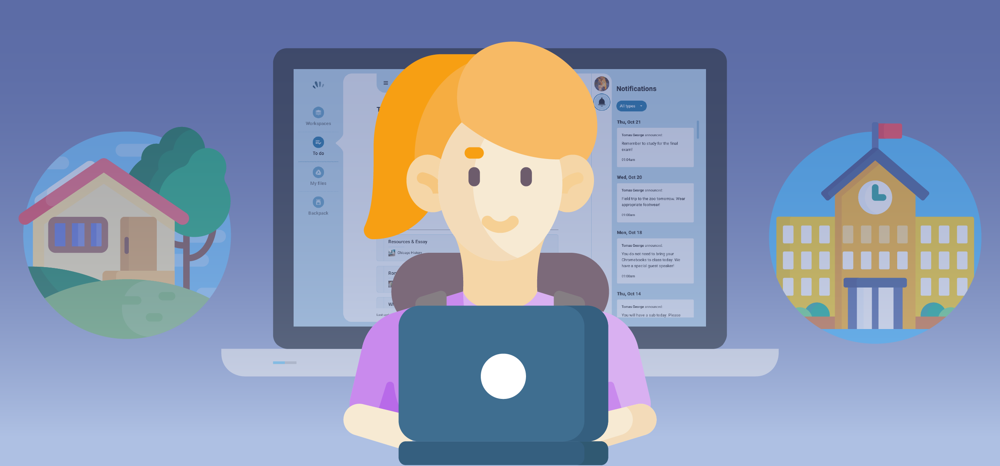 Notifications
All types
Workspaces
To do
My files
Backpack
Resources & Essay
Chicago History
Last
Thu, Oct 21
Tomas George announced:
Remember to study for the final
exam!
09:04am
Wed, Oct 20
Tomas George announced:
Field trip to the zoo tomorrow. Wear
appropriate footwear!
09:00am
Mon, Oct 18
Tomas George announced:
You do not need to bring your
Chromebooks to class today. We
have a special guest speaker!
09:00am
Thu, Oct 14
Tomas George announced:
You will have a sub today. Please